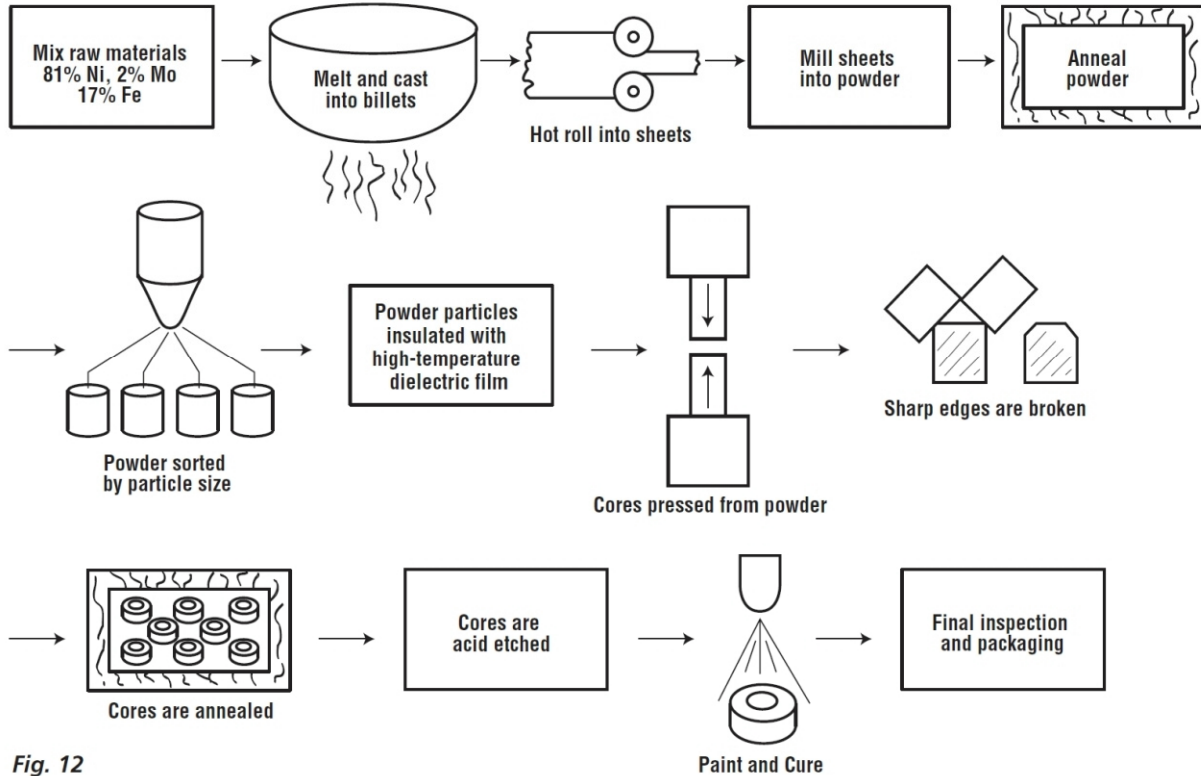 Mix raw materials
81% Ni, 2% Mo
17% Fe
Melt and cast
into billets
Hot roll into sheets
Mill sheets
into powder
Anneal
powder
Powder sorted
by particle size
Powder particles
insulated with
high-temperature
dielectric film
Cores pressed from powder
Sharp edges are broken
Cores are annealed
Cores are
acid etched
Paint and Cure
Final inspection
and packaging
Fig. 12